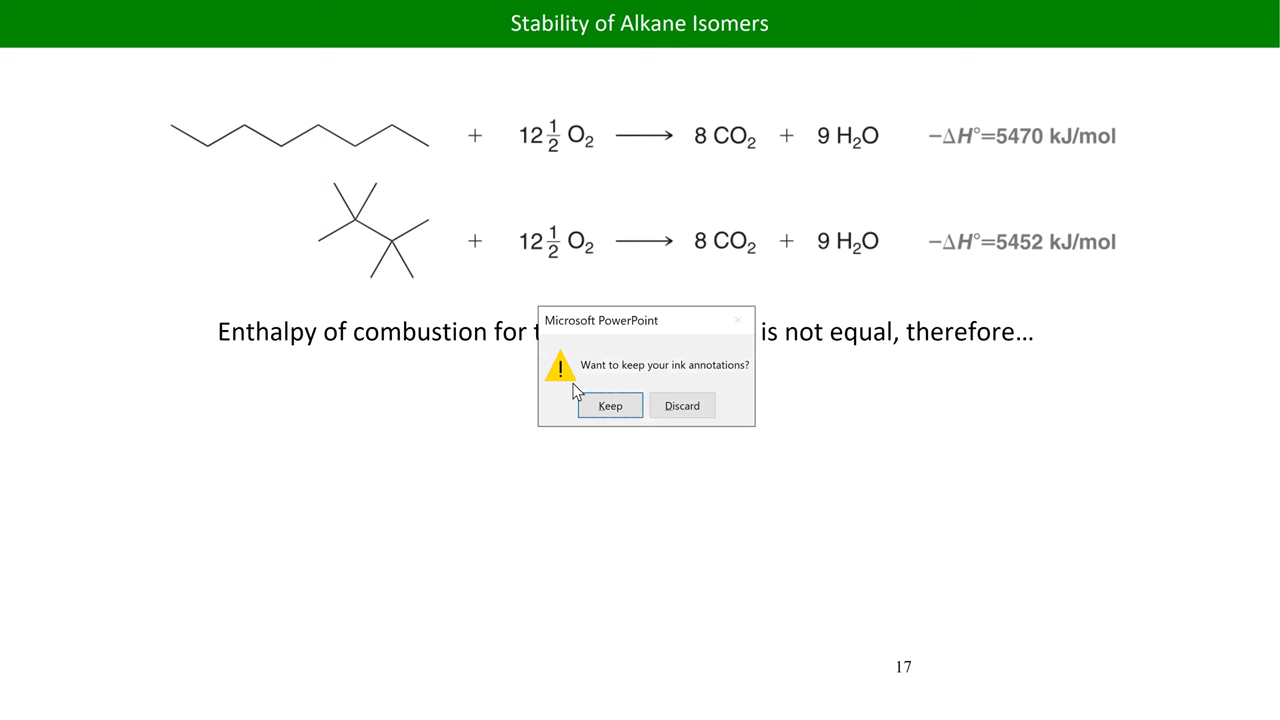 Stability of Alkane Isomers
+ 12 1/2 O₂ ⟶ 8 CO₂ + 9 H₂O −ΔH°=5470 kJ/mol
+ 12 1/2 O₂ ⟶ 8 CO₂ + 9 H₂O −ΔH°=5452 kJ/mol
Enthalpy of combustion for is not equal, therefore…
Microsoft PowerPoint
Want to keep your ink annotations?
Keep Discard
17